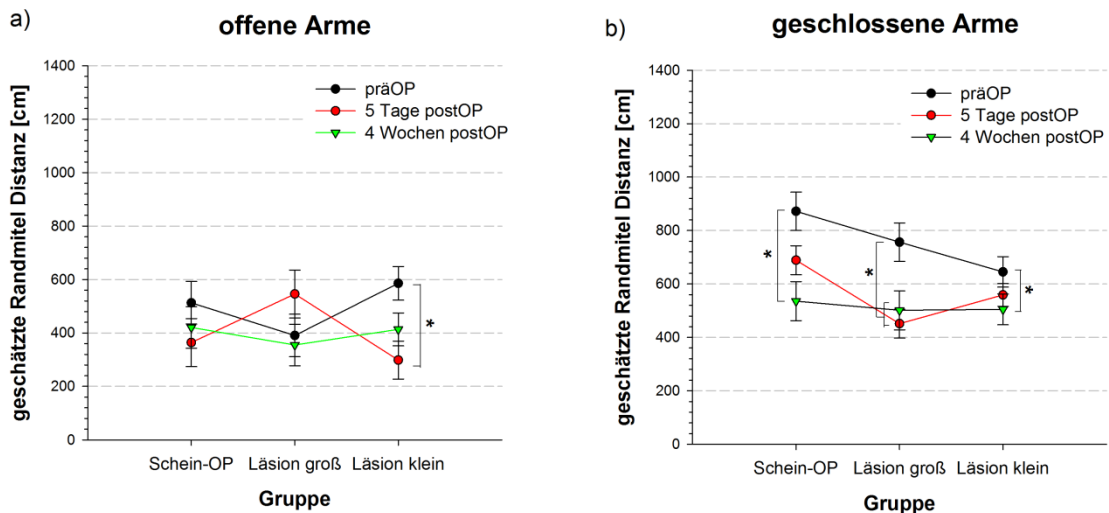 a)
offene Arme
geschätzte Randmitel Distanz [cm]
1400
1200
1000
800
600
400
200
0
präOP
5 Tage postOP
4 Wochen postOP
*
Schein-OP Läsion groß Läsion klein
Gruppe
b)
geschlossene Arme
geschätzte Randmitel Distanz [cm]
1400
1200
1000
800
600
400
200
0
präOP
5 Tage postOP
4 Wochen postOP
*
*
*
Schein-OP Läsion groß Läsion klein
Gruppe